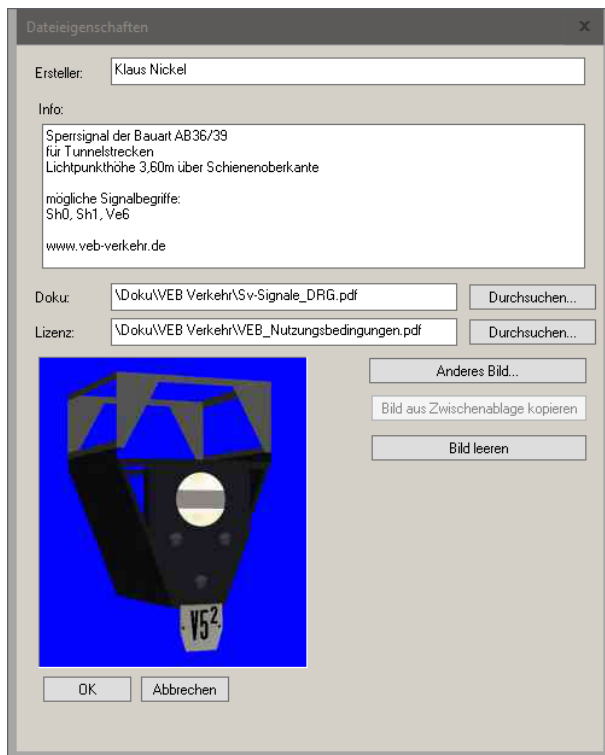 Dateieigenschaften
Ersteller:
Klaus Nickel
Info:
Sperrsignal der Bauart AB36/39
für Tunnelstrecken
Lichtpunkthöhe 3,60m über Schienenoberkante
mögliche Signalbegriffe:
Sh0, Sh1, Ve6
www.veb-verkehr.de
Doku:
\Doku\VEB Verkehr\Sv-Signale_DRG.pdf
Durchsuchen...
Lizenz:
\Doku\VEB Verkehr\VEB_Nutzungsbedingungen.pdf
Durchsuchen...
Anderes Bild...
Bild aus Zwischenablage kopieren
Bild leeren
V5²
OK
Abbrechen